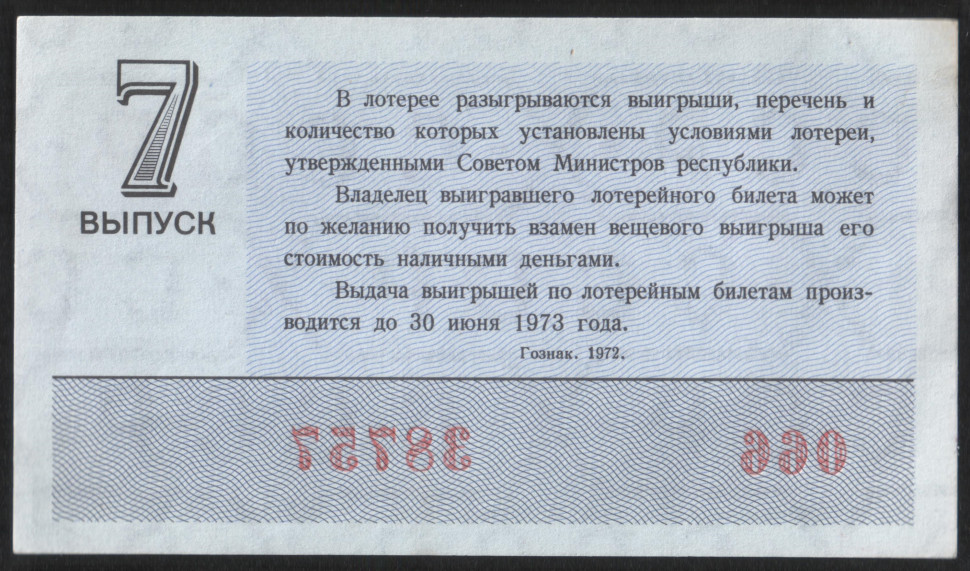 7
ВЫПУСК
В лотерее разыгрываются выигрыши, перечень и
количество которых установлены условиями лотереи,
утвержденными Советом Министров республики.
Владелец выигравшего лотерейного билета может
по желанию получить взамен вещевого выигрыша его
стоимость наличными деньгами.
Выдача выигрышей по лотерейным билетам произ-
водится до 30 июня 1973 года.
Гознак. 1972.
066 38757